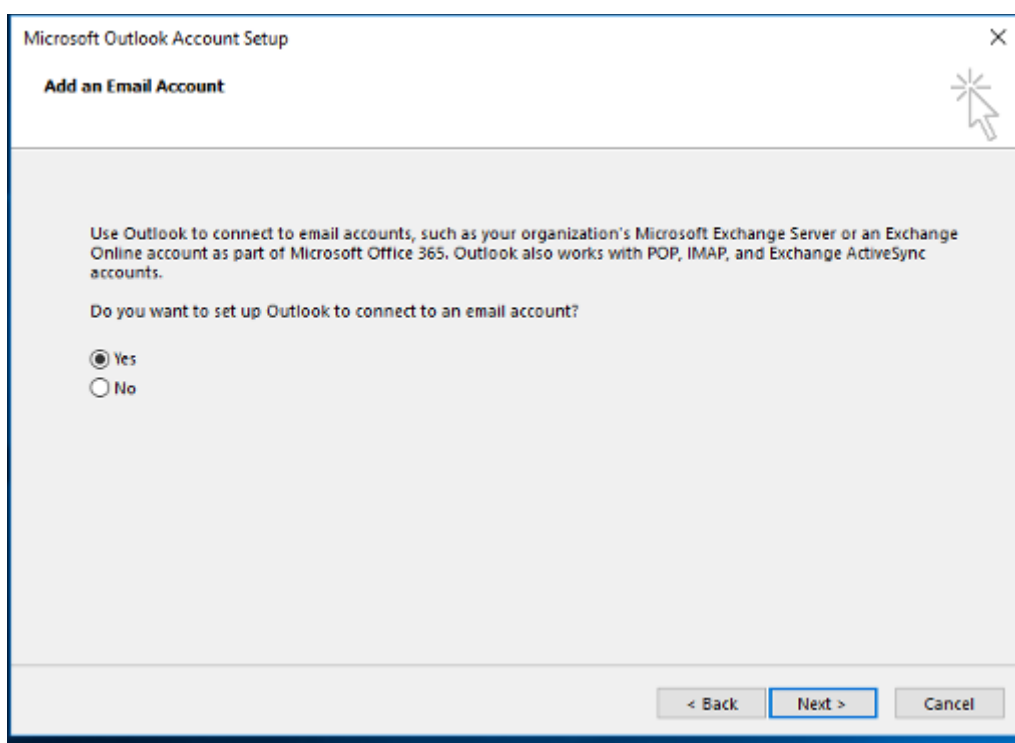 Microsoft Outlook Account Setup
Add an Email Account
Use Outlook to connect to email accounts, such as your organization's Microsoft Exchange Server or an Exchange
Online account as part of Microsoft Office 365. Outlook also works with POP, IMAP, and Exchange ActiveSync
accounts.
Do you want to set up Outlook to connect to an email account?
Yes
No
< Back Next > Cancel